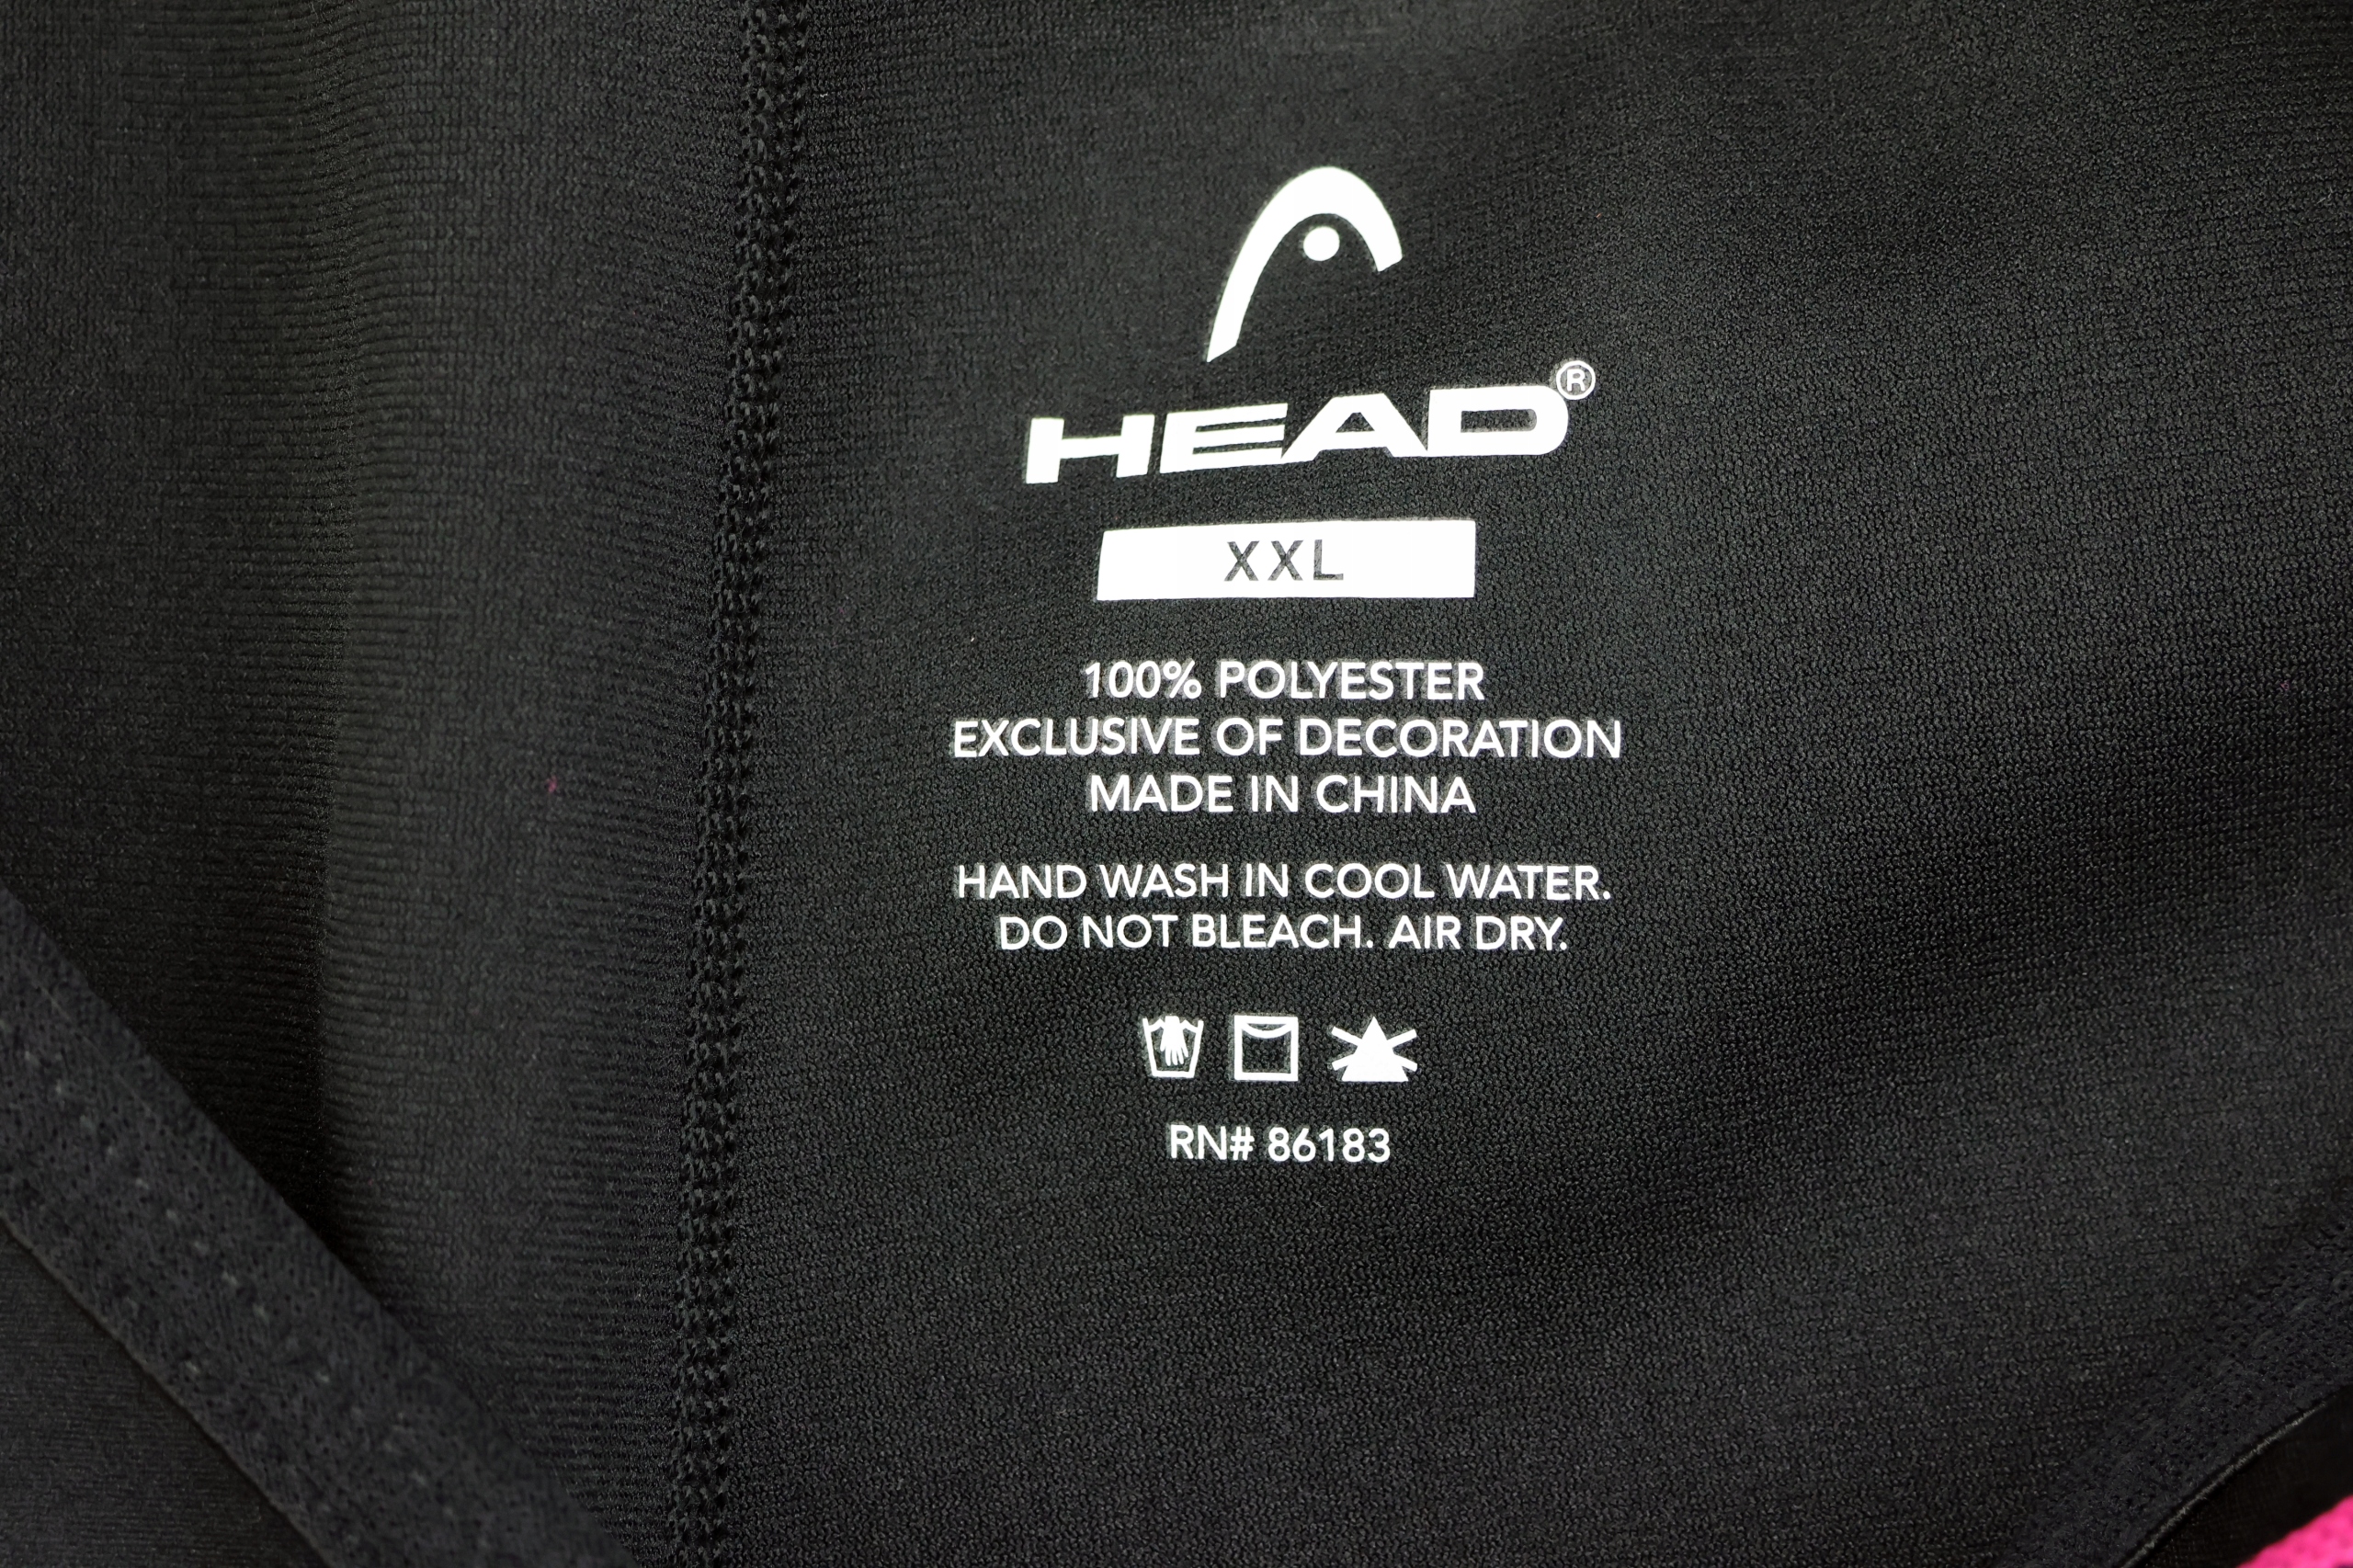 HEAD®
XXL
100% POLYESTER
EXCLUSIVE OF DECORATION
MADE IN CHINA
HAND WASH IN COOL WATER.
DO NOT BLEACH. AIR DRY.
RN# 86183